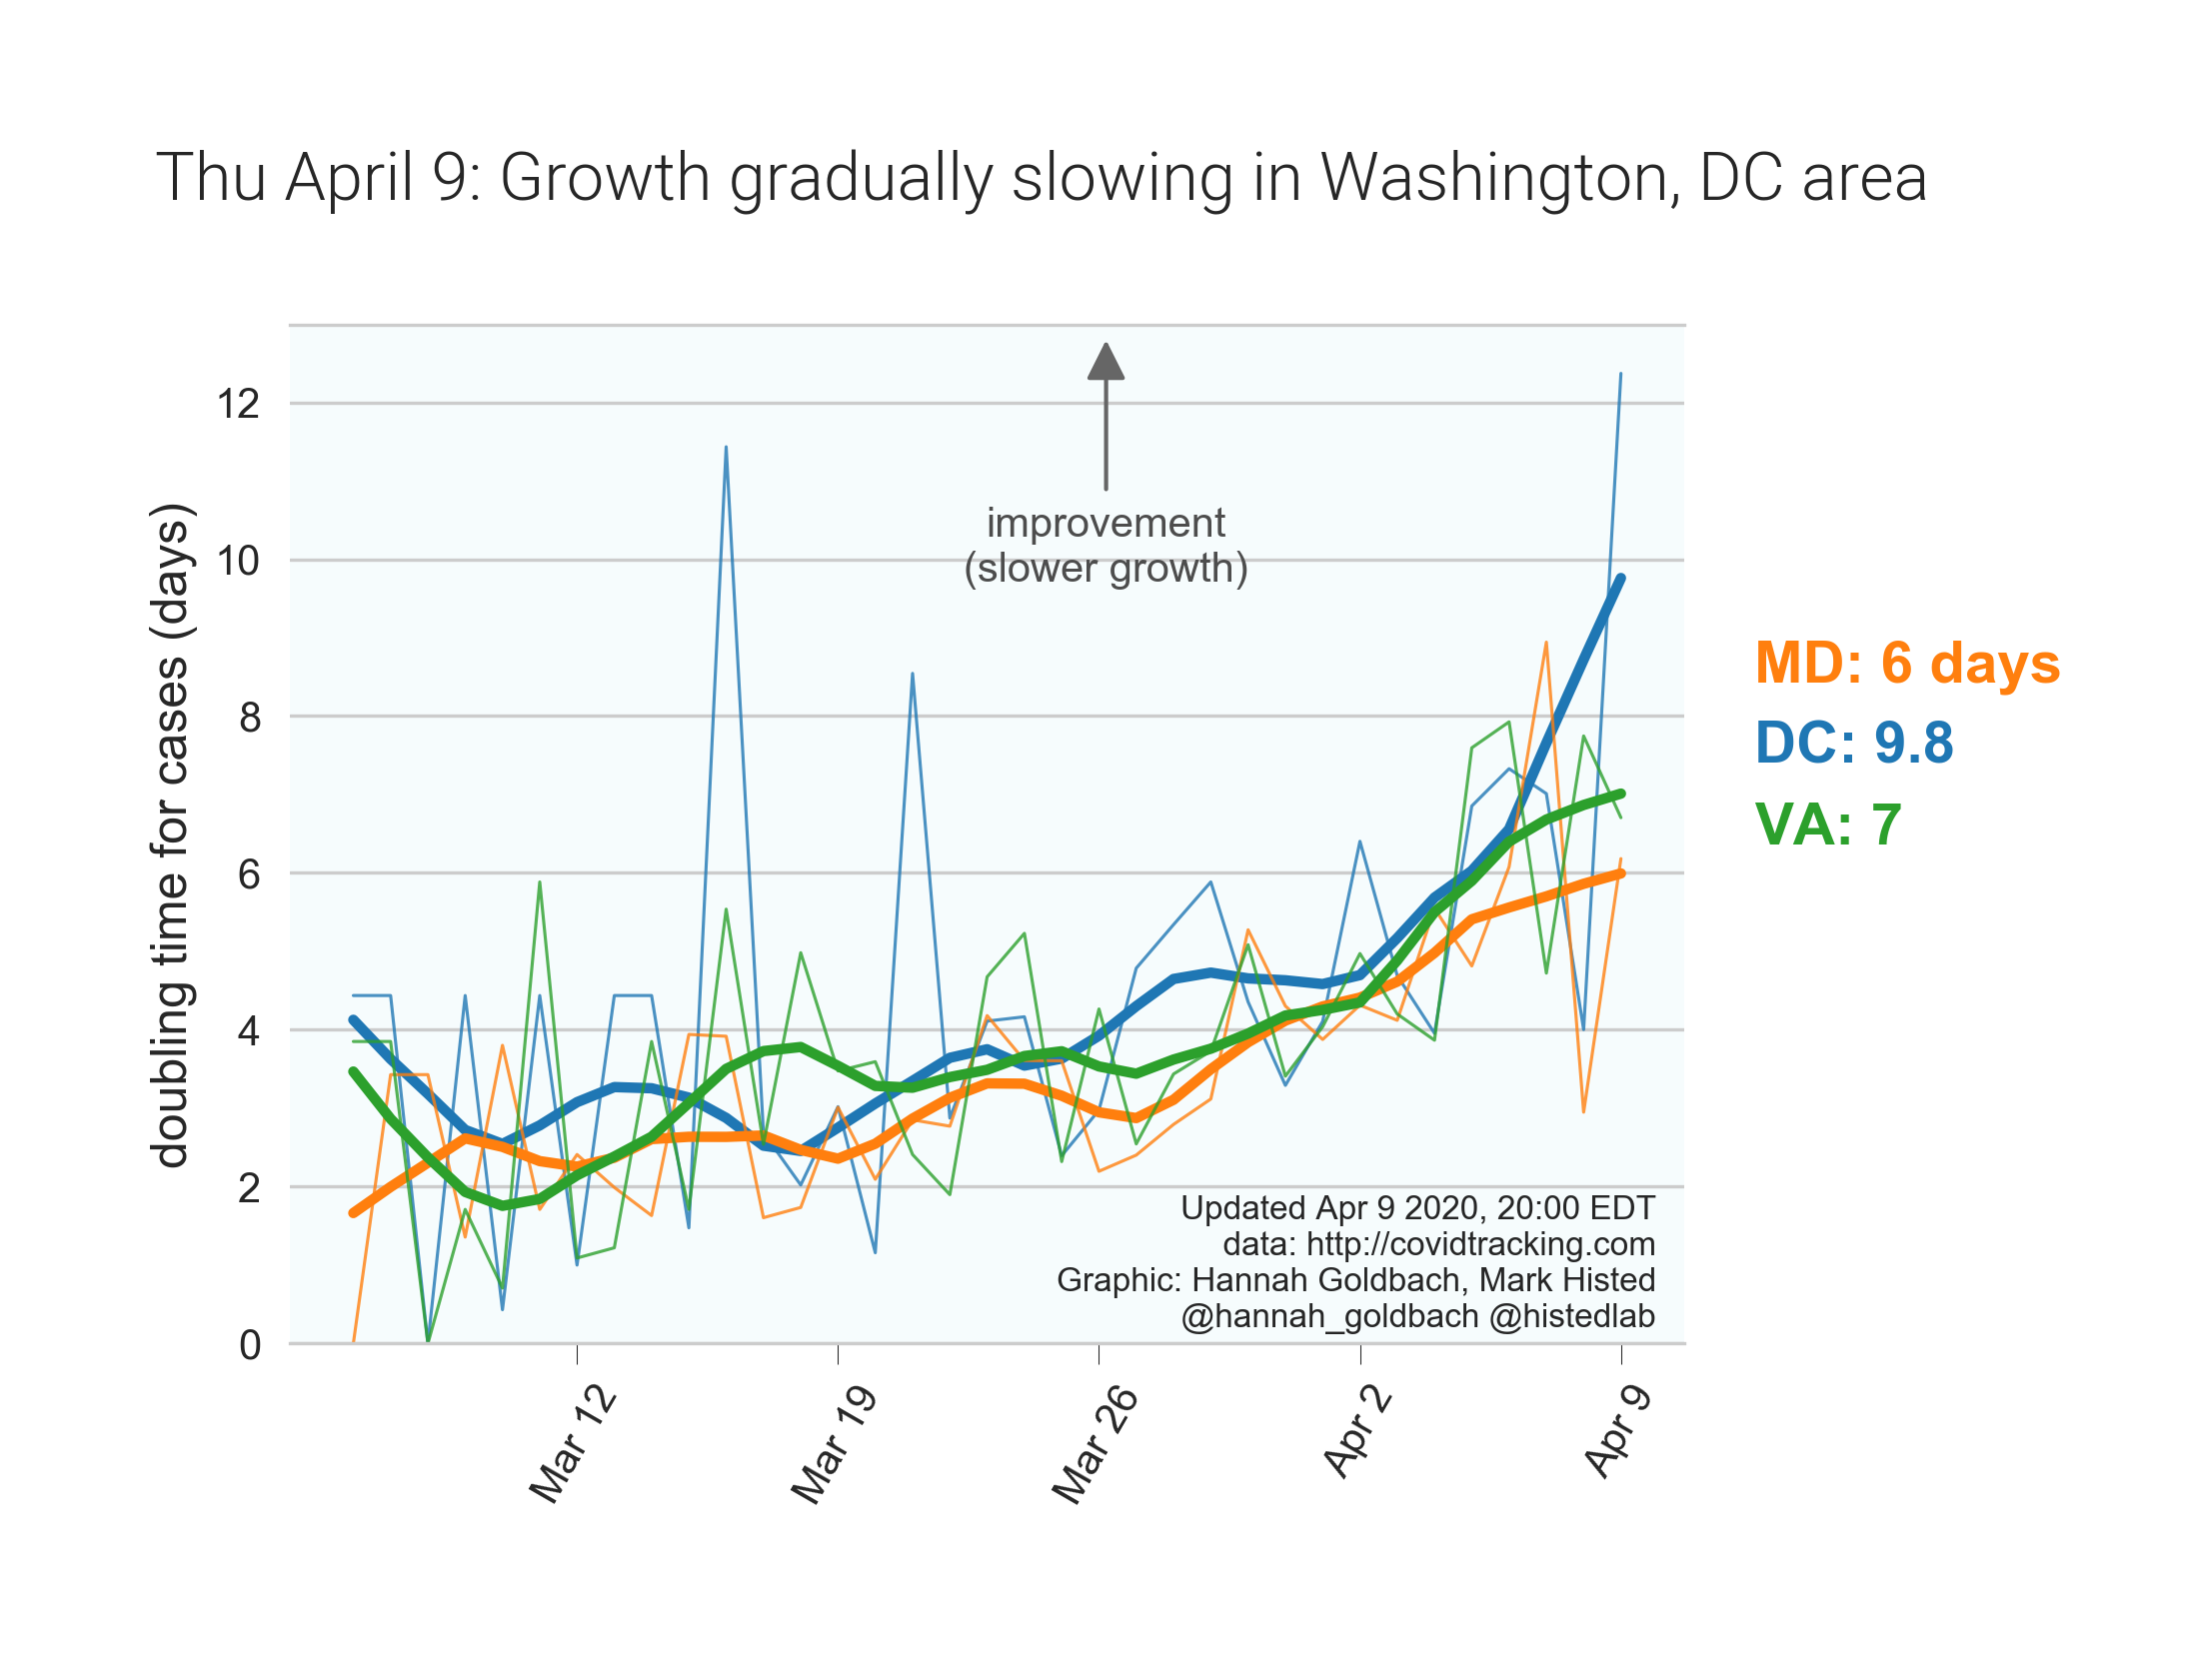 Thu April 9: Growth gradually slowing in Washington, DC area
doubling time for cases (days)
12
10
8
6
4
2
0
improvement
(slower growth)
MD: 6 days
DC: 9.8
VA: 7
Updated Apr 9 2020, 20:00 EDT
data: http://covidtracking.com
Graphic: Hannah Goldbach, Mark Histed
@hannah_goldbach @histedlab
Mar 12
Mar 19
Mar 26
Apr 2
Apr 9